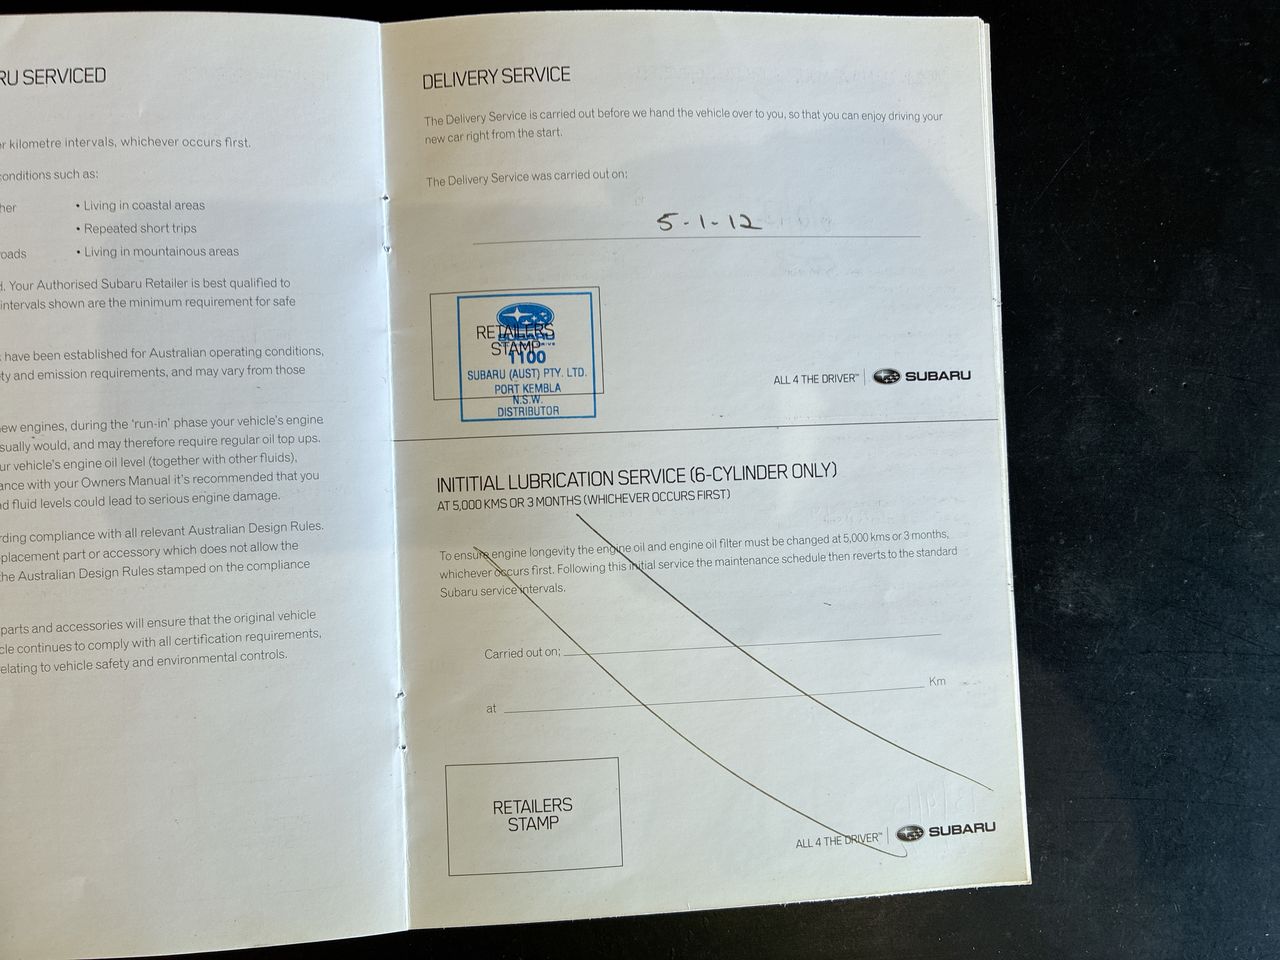 RU SERVICED
r kilometre intervals, whichever occurs first.
conditions such as:
her
• Living in coastal areas
• Repeated short trips
roads
• Living in mountainous areas
d. Your Authorised Subaru Retailer is best qualified to
intervals shown are the minimum requirement for safe
have been established for Australian operating conditions,
ty and emission requirements, and may vary from those
ew engines, during the 'run-in' phase your vehicle's engine
sually would, and may therefore require regular oil top ups.
ur vehicle's engine oil level (together with other fluids),
ance with your Owners Manual it's recommended that you
d fluid levels could lead to serious engine damage.
rding compliance with all relevant Australian Design Rules.
placement part or accessory which does not allow the
he Australian Design Rules stamped on the compliance
parts and accessories will ensure that the original vehicle
cle continues to comply with all certification requirements,
elating to vehicle safety and environmental controls.
DELIVERY SERVICE
The Delivery Service is carried out before we hand the vehicle over to you, so that you can enjoy driving your
new car right from the start.
The Delivery Service was carried out on:
5-1-12
RETAILERS
SUBARU
STAMP
1100
SUBARU (AUST) PTY. LTD.
PORT KEMBLA
N.S.W.
DISTRIBUTOR
ALL 4 THE DRIVER™ SUBARU
INITITIAL LUBRICATION SERVICE (6-CYLINDER ONLY)
AT 5,000 KMS OR 3 MONTHS (WHICHEVER OCCURS FIRST)
To ensure engine longevity the engine oil and engine oil filter must be changed at 5,000 kms or 3 months,
whichever occurs first. Following this initial service the maintenance schedule then reverts to the standard
Subaru service intervals.
Carried out on;
at Km
RETAILERS
STAMP
ALL 4 THE DRIVER™ SUBARU